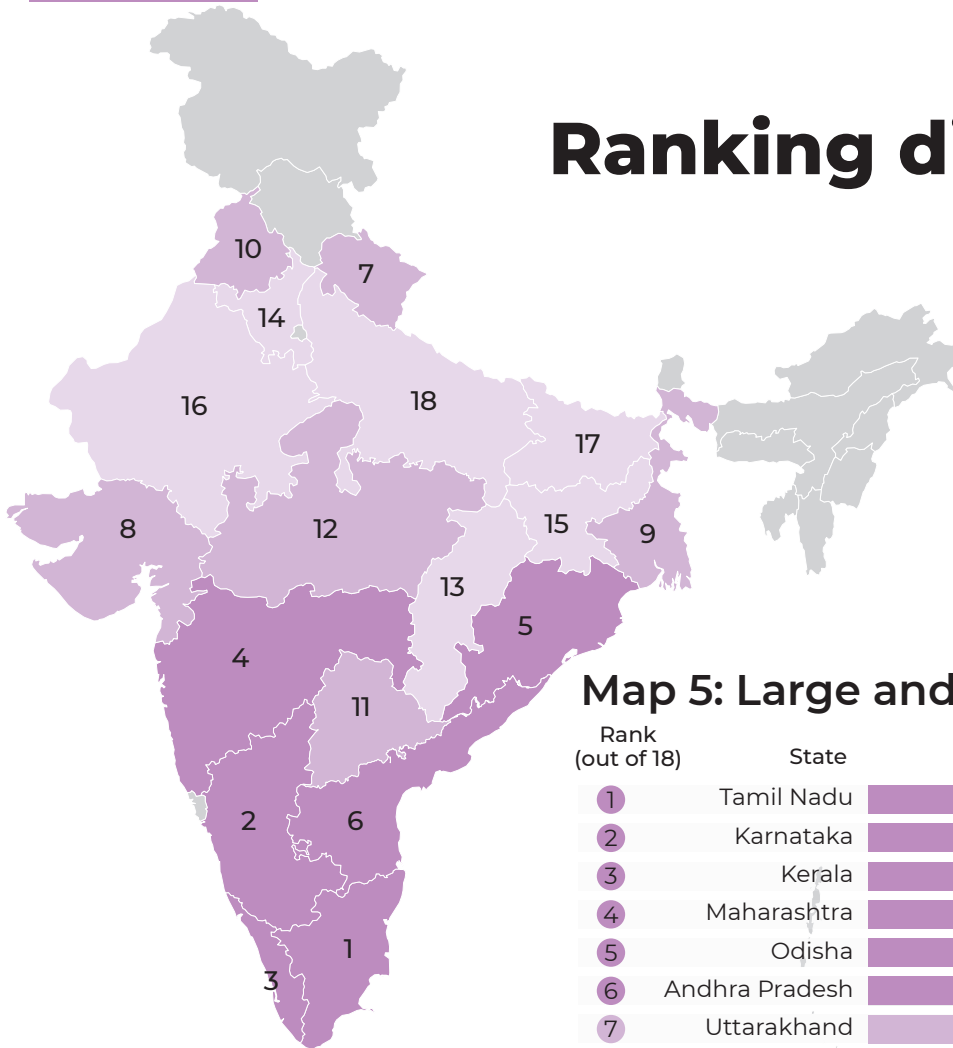 Ranking di
10
7
14
16
18
17
8
12
15
9
13
5
4
11
2
6
1
3
Map 5: Large and
Rank
(out of 18)
State
1 Tamil Nadu
2 Karnataka
3 Kerala
4 Maharashtra
5 Odisha
6 Andhra Pradesh
7 Uttarakhand